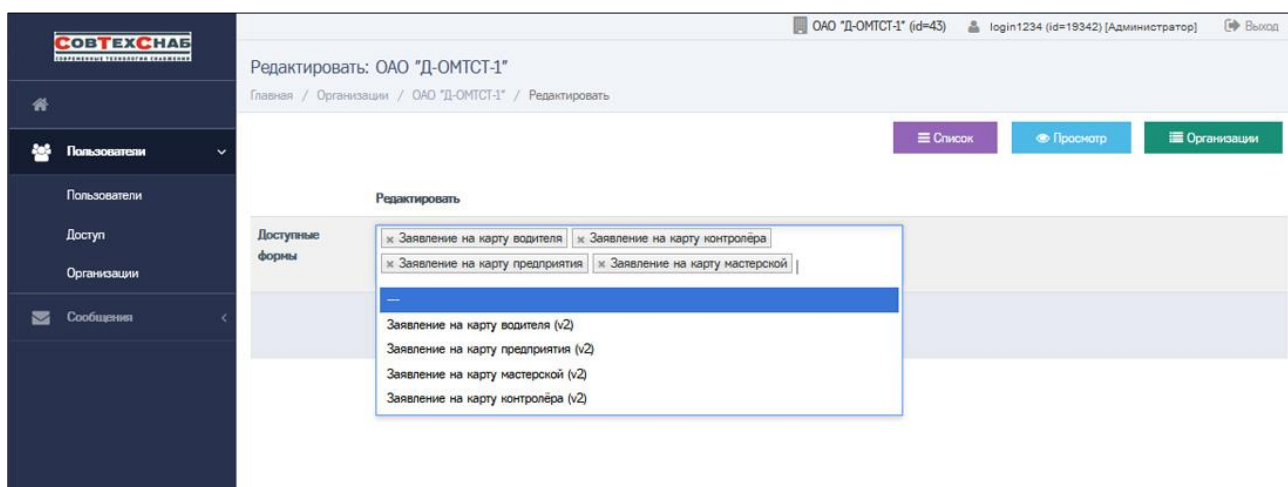 ОАО "Д-ОМТСТ-1" (id=43) login1234 (id=19342) [Администратор] Выход
СОВТЕХСНАБ
СОВРЕМЕННЫЕ ТЕХНОЛОГИИ СНАБЖЕНИЯ
Редактировать: ОАО "Д-ОМТСТ-1"
Главная / Организации / ОАО "Д-ОМТСТ-1" / Редактировать
Список Просмотр Организации
Пользователи
Пользователи
Доступ
Организации
Сообщения
Редактировать
Доступные
формы
× Заявление на карту водителя × Заявление на карту контролёра
× Заявление на карту предприятия × Заявление на карту мастерской
---
Заявление на карту водителя (v2)
Заявление на карту предприятия (v2)
Заявление на карту мастерской (v2)
Заявление на карту контролёра (v2)